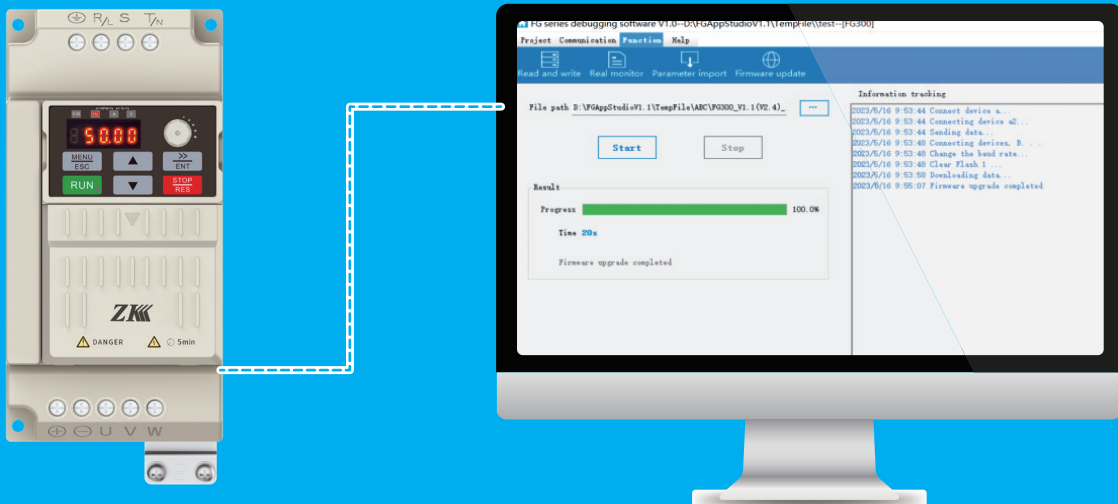 R/L S T/N
50.00
MENU
ESC
>>
ENT
RUN
STOP
RES
ZK
DANGER
5min
U V W
FG series debugging software V1.0--D:\FGAppStudioV1.1\TempFile\\test--[FG300]
Project Communication Function Help
Read and write Real monitor Parameter import Firmware update
File path D:\FGAppStudioV1.1\TempFile\ABC\FG300_V1.1(V2.4)_ ...
Start Stop
Result
Progress 100.0%
Time 20s
Firmware upgrade completed
Information tracking
2023/5/16 9:53:44 Connect device a...
2023/5/16 9:53:44 Connecting device a2...
2023/5/16 9:53:44 Sending data...
2023/5/16 9:53:48 Connecting devices, B. . .
2023/5/16 9:53:48 Change the baud rate...
2023/5/16 9:53:48 Clear Flash 1 ...
2023/5/16 9:53:58 Downloading data...
2023/5/16 9:55:07 Firmware upgrade completed